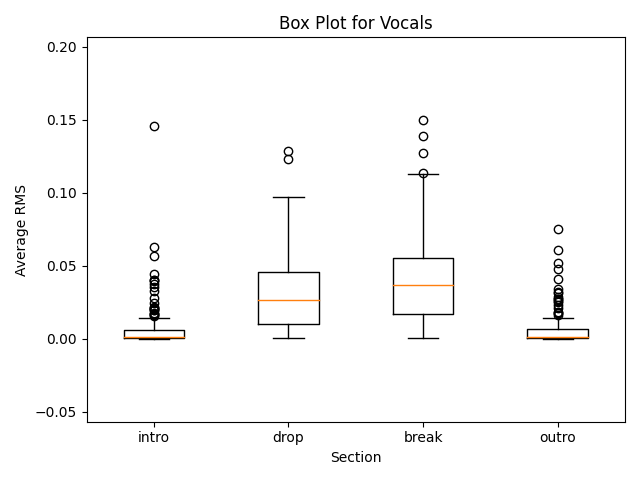 Box Plot for Vocals
0.20
0.15
0.10
0.05
0.00
−0.05
Average RMS
intro drop break outro
Section